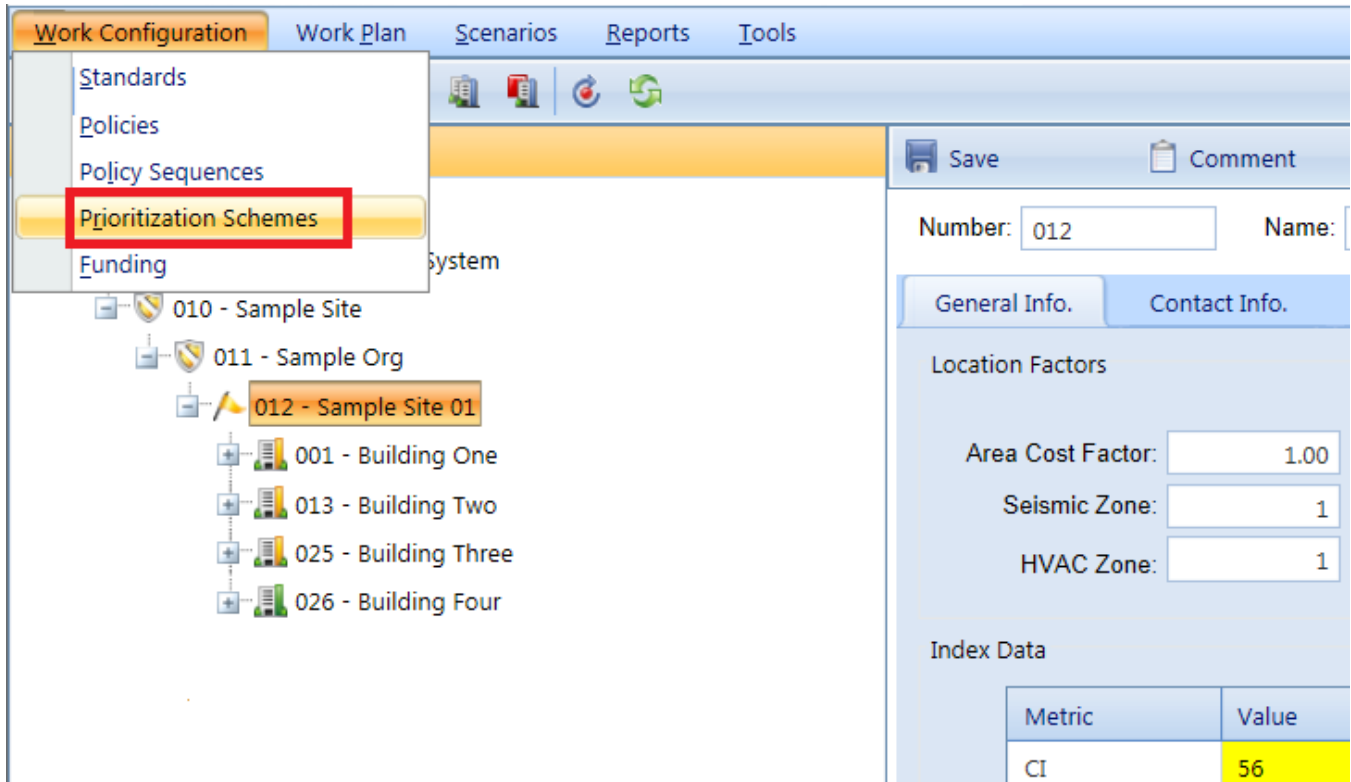 Work Configuration Work Plan Scenarios Reports Tools
Standards
Policies
Policy Sequences
Prioritization Schemes
Funding
System
010 - Sample Site
011 - Sample Org
012 - Sample Site 01
001 - Building One
013 - Building Two
025 - Building Three
026 - Building Four
Save Comment
Number: 012 Name:
General Info. Contact Info.
Location Factors
Area Cost Factor: 1.00
Seismic Zone: 1
HVAC Zone: 1
Index Data
Metric Value
CI 56